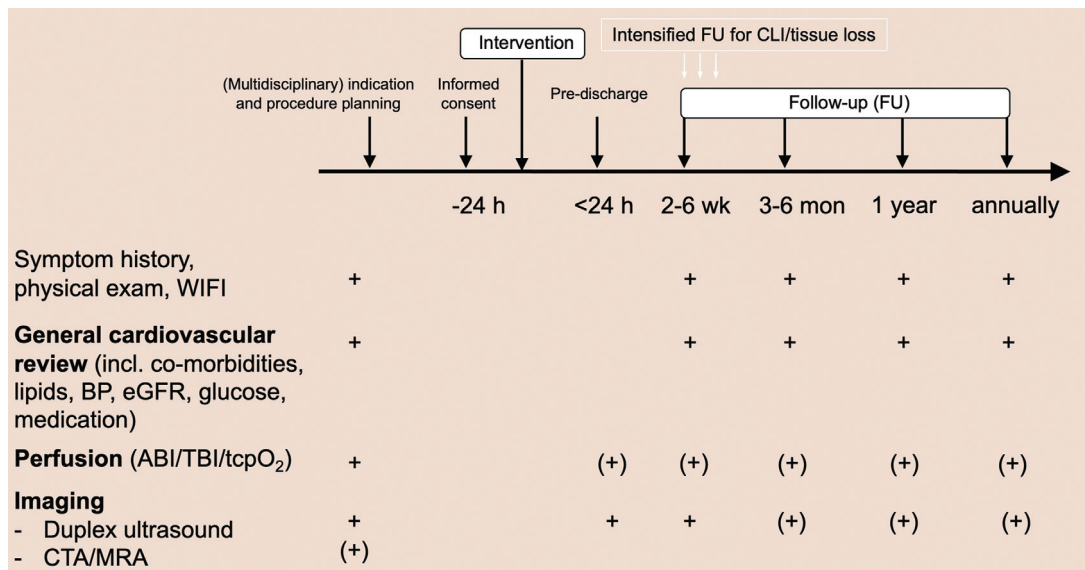 Intervention
Intensified FU for CLI/tissue loss
(Multidisciplinary) indication
and procedure planning
Informed
consent
Pre-discharge
Follow-up (FU)
-24 h <24 h 2-6 wk 3-6 mon 1 year annually
Symptom history,
physical exam, WIFI + + + + +
General cardiovascular
review (incl. co-morbidities, + + + + +
lipids, BP, eGFR, glucose,
medication)
Perfusion (ABI/TBI/tcpO₂) + (+) (+) (+) (+) (+)
Imaging
- Duplex ultrasound + + + (+) (+) (+)
- CTA/MRA (+)